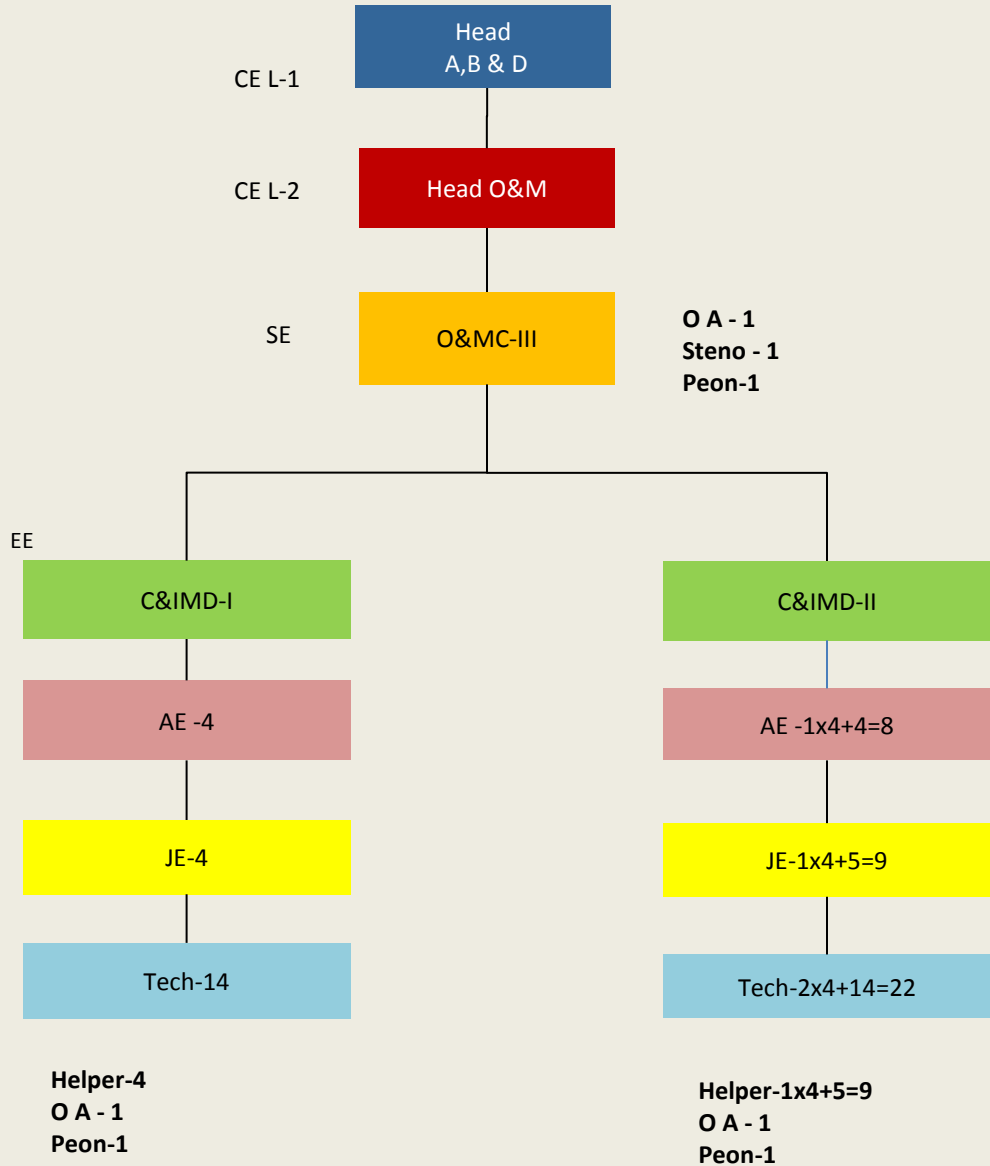 Head
A,B & D
CE L-1
CE L-2
Head O&M
SE
O&MC-III
O A - 1
Steno - 1
Peon-1
EE
C&IMD-I
C&IMD-II
AE -4
AE -1x4+4=8
JE-4
JE-1x4+5=9
Tech-14
Tech-2x4+14=22
Helper-4
O A - 1
Peon-1
Helper-1x4+5=9
O A - 1
Peon-1